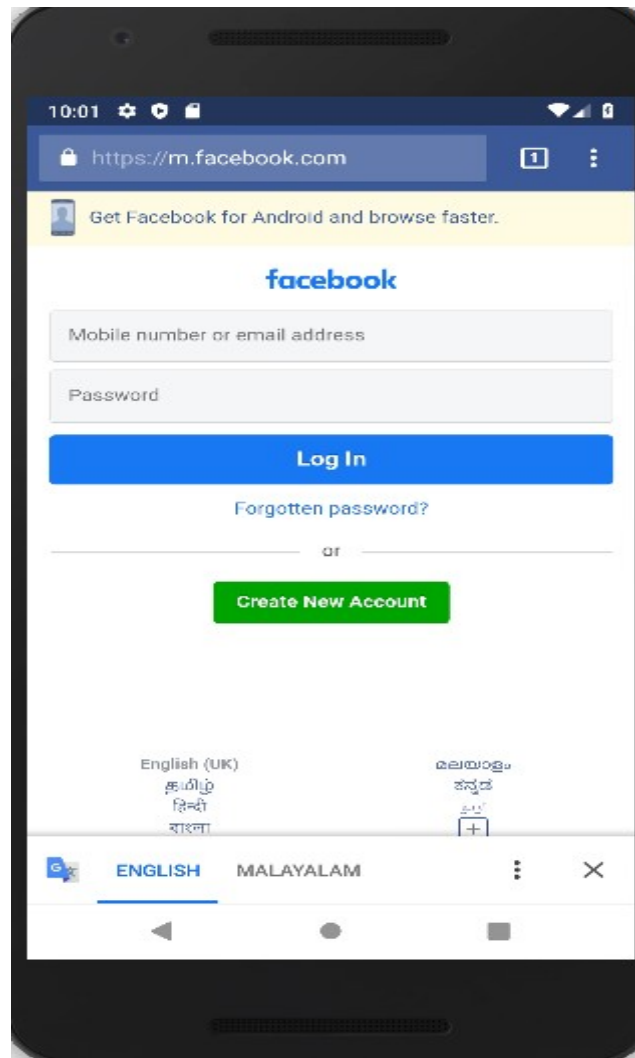 10:01
https://m.facebook.com
1
Get Facebook for Android and browse faster.
facebook
Mobile number or email address
Password
Log In
Forgotten password?
or
Create New Account
English (UK)
മലയാളം
தமிழ்
ಕನ್ನಡ
हिन्दी
বাংলা
ENGLISH
MALAYALAM